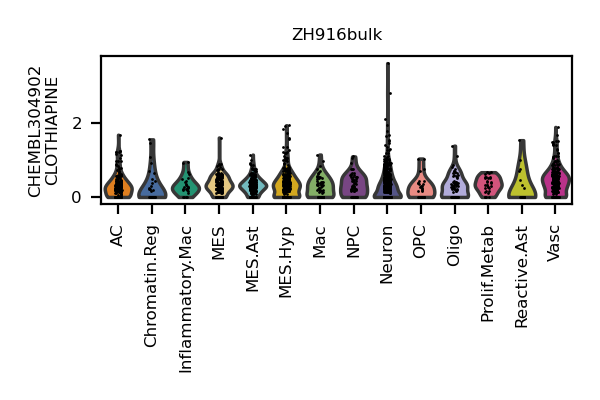 ZH916bulk
CHEMBL304902
CLOTHIAPINE
2
0
AC
Chromatin.Reg
Inflammatory.Mac
MES
MES.Ast
MES.Hyp
Mac
NPC
Neuron
OPC
Oligo
Prolif.Metab
Reactive.Ast
Vasc